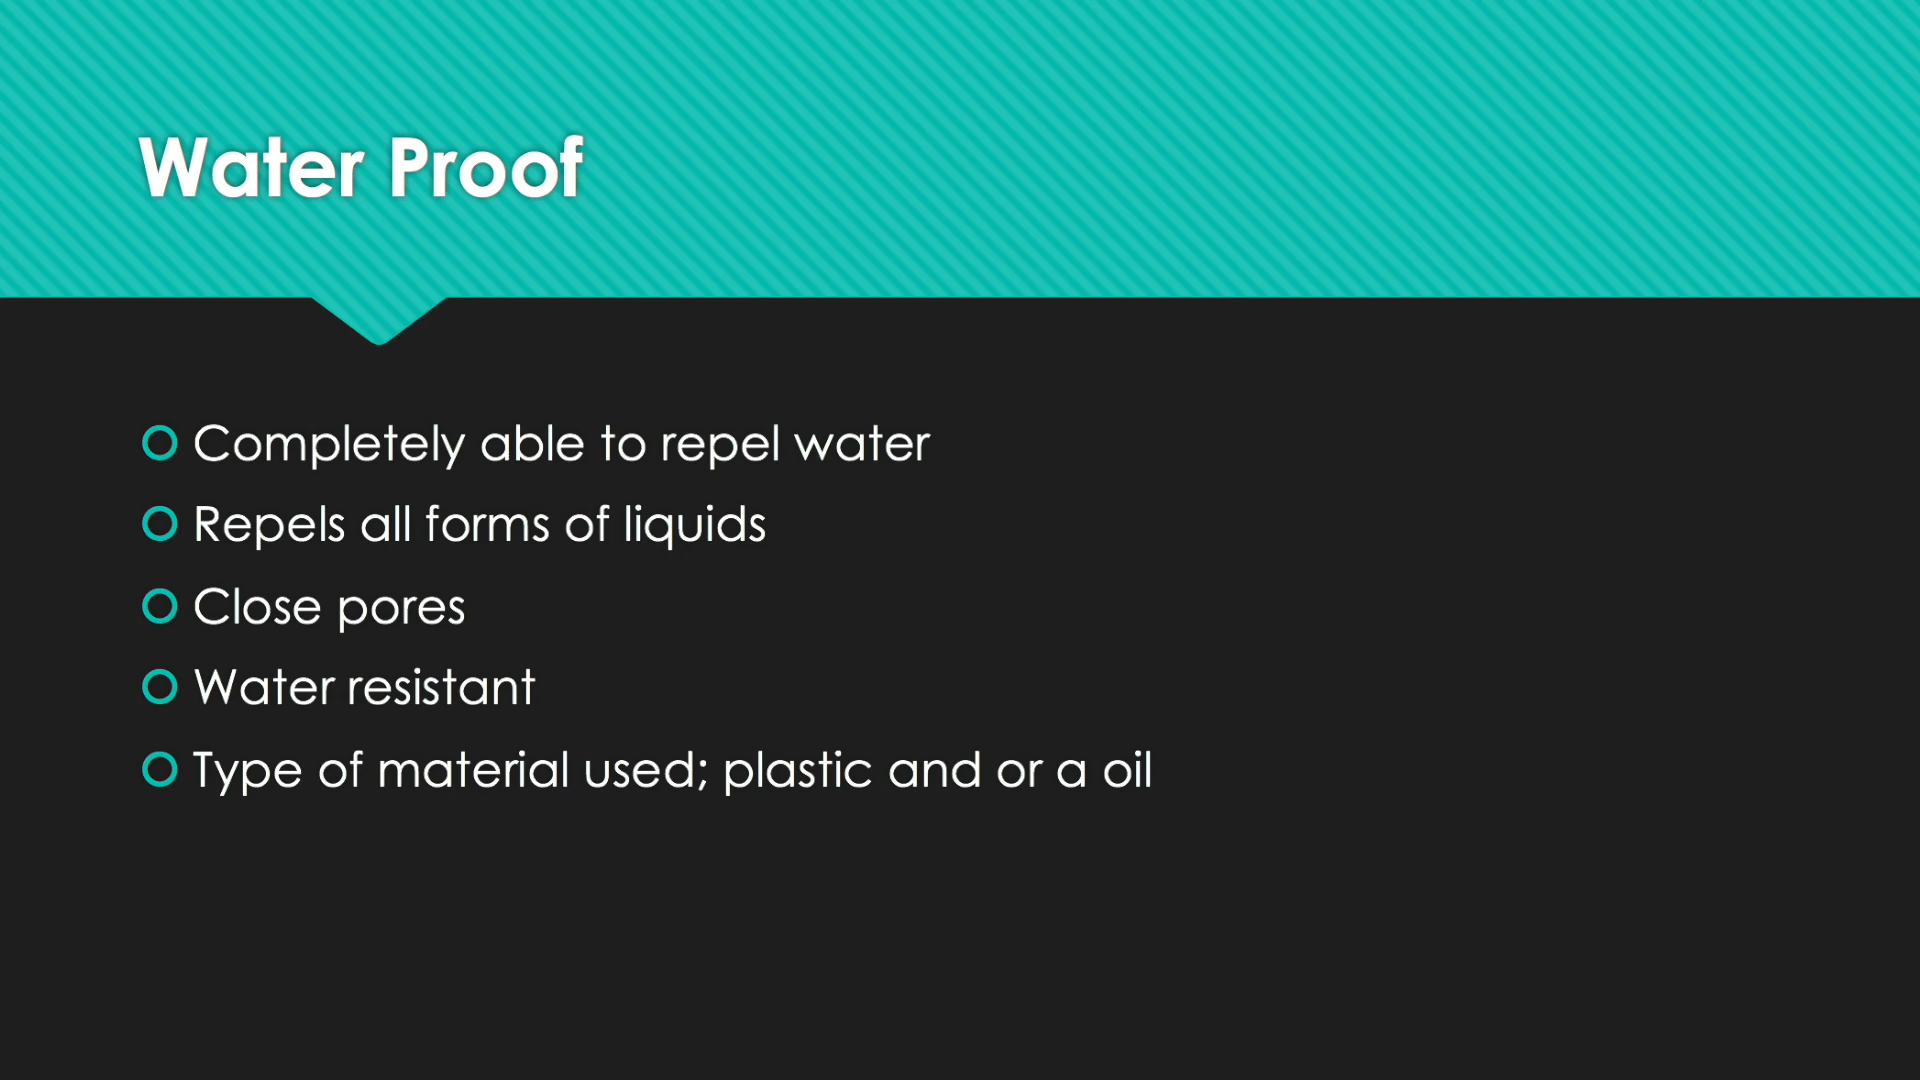 Water Proof
Completely able to repel water
Repels all forms of liquids
Close pores
Water resistant
Type of material used; plastic and or a oil